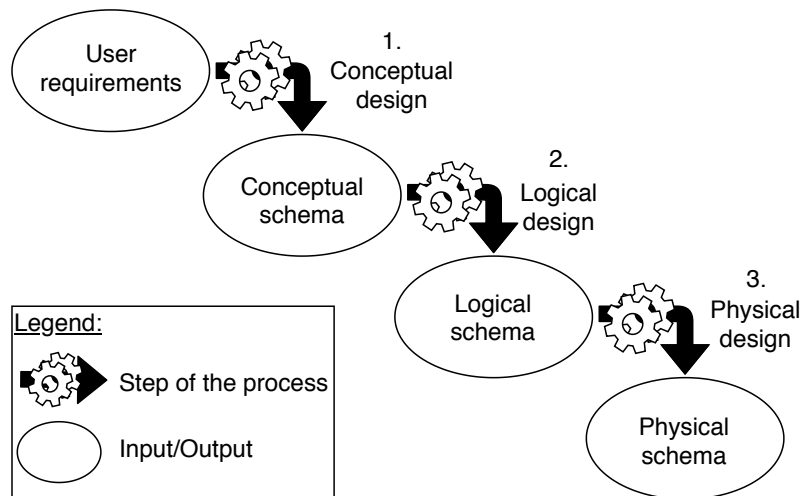 User
requirements
1.
Conceptual
design
Conceptual
schema
2.
Logical
design
Logical
schema
3.
Physical
design
Physical
schema
Legend:
Step of the process
Input/Output